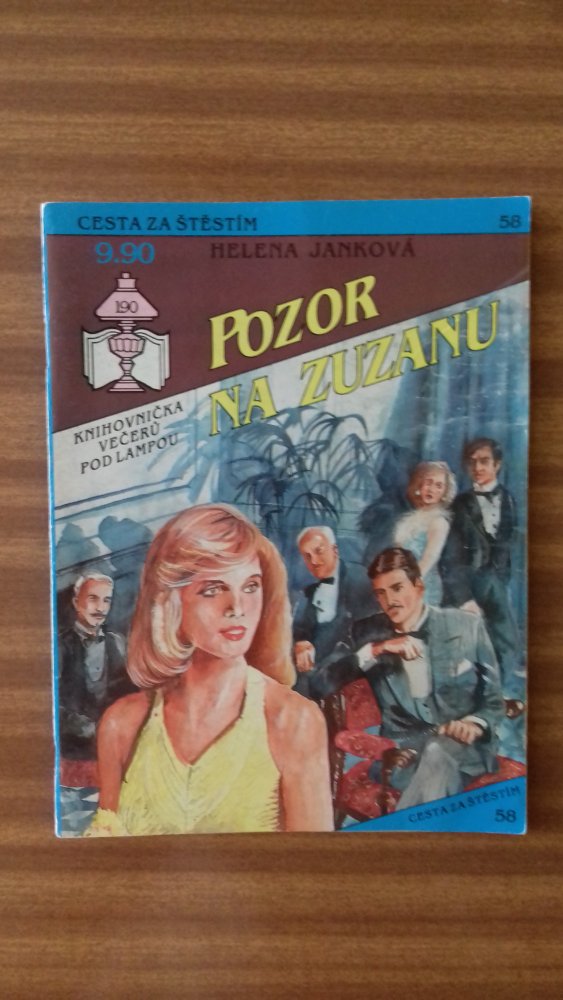 CESTA ZA ŠTĚSTÍM 58
9.90 HELENA JANKOVÁ
190
POZOR
NA ZUZANU
KNIHOVNIČKA
VEČERŮ
POD LAMPOU
CESTA ZA ŠTĚSTÍM
58